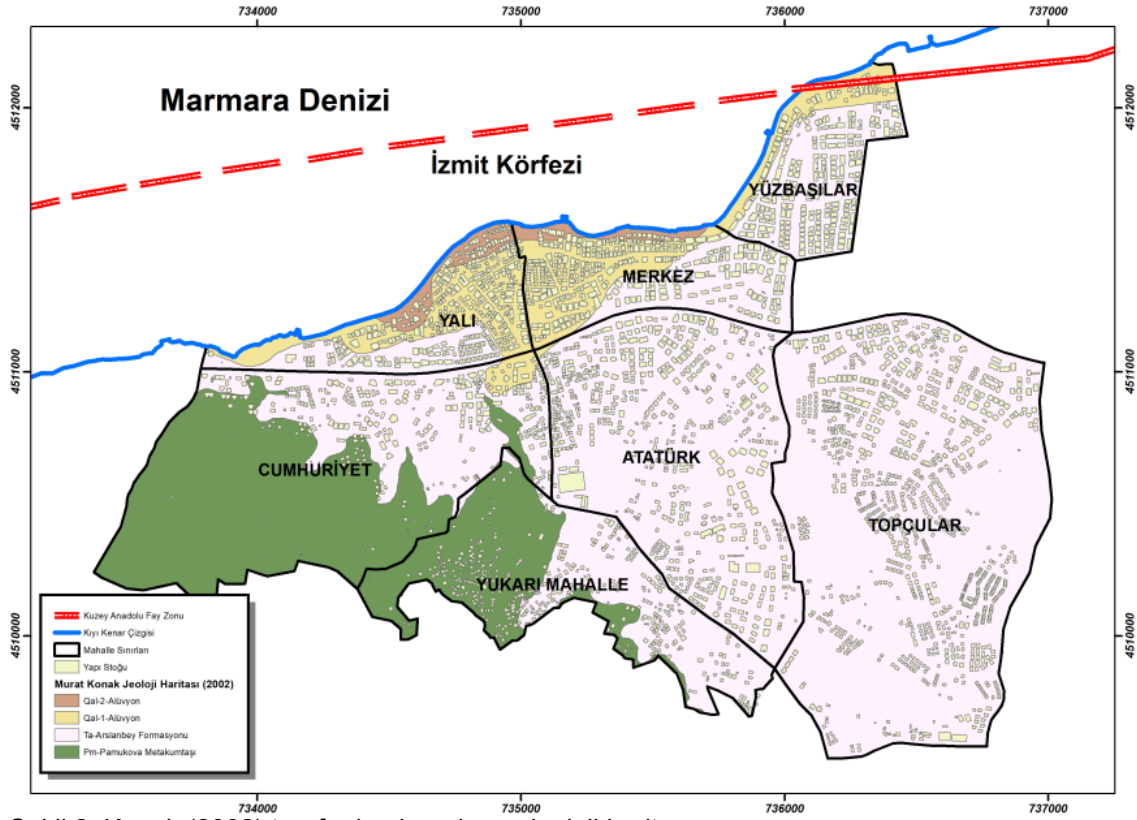 734000 735000 736000 737000
4512000 4512000
Marmara Denizi
İzmit Körfezi
YÜZBAŞILAR
MERKEZ
YALI
4511000 4511000
CUMHURİYET
ATATÜRK
TOPÇULAR
YUKARI MAHALLE
4510000 4510000
Kuzey Anadolu Fay Zonu
Kıyı Kenar Çizgisi
Mahalle Sınırları
Yapı Stoğu
Murat Konak Jeoloji Haritası (2002)
Qal-2-Alüvyon
Qal-1-Alüvyon
Ta-Arslanbey Formasyonu
Pm-Pamukova Metakumtaşı
734000 735000 736000 737000